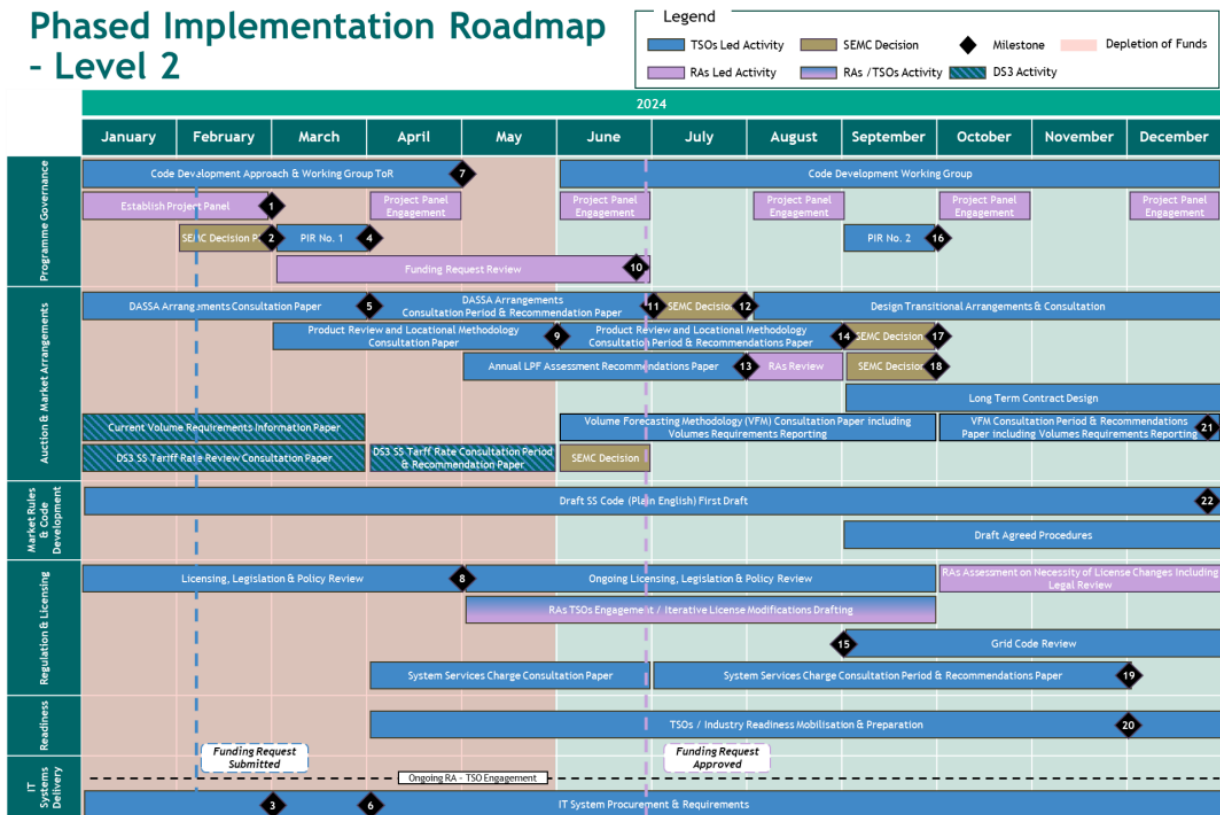 Phased Implementation Roadmap
- Level 2
Legend
TSOs Led Activity
SEMC Decision
Milestone
Depletion of Funds
RAs Led Activity
RAs /TSOs Activity
DS3 Activity
2024
January
February
March
April
May
June
July
August
September
October
November
December
Programme Governance
Code Development Approach & Working Group ToR
7
Code Development Working Group
Establish Project Panel
1
Project Panel
Engagement
Project Panel
Engagement
Project Panel
Engagement
Project Panel
Engagement
Project Panel
Engagement
SEMC Decision P
2
PIR No. 1
4
PIR No. 2
16
Funding Request Review
10
Auction & Market Arrangements
DASSA Arrangements Consultation Paper
5
DASSA Arrangements
Consultation Period & Recommendation Paper
11
SEMC Decision
12
Design Transitional Arrangements & Consultation
Product Review and Locational Methodology
Consultation Paper
9
Product Review and Locational Methodology
Consultation Period & Recommendations Paper
14
SEMC Decision
17
Annual LPF Assessment Recommendations Paper
13
RAs Review
SEMC Decision
18
Long Term Contract Design
Current Volume Requirements Information Paper
Volume Forecasting Methodology (VFM) Consultation Paper including
Volumes Requirements Reporting
VFM Consultation Period & Recommendations
Paper including Volumes Requirements Reporting
21
DS3 SS Tariff Rate Review Consultation Paper
DS3 SS Tariff Rate Consultation Period
& Recommendation Paper
SEMC Decision
Market Rules
& Code
Development
Draft SS Code (Plain English) First Draft
22
Draft Agreed Procedures
Regulation & Licensing
Licensing, Legislation & Policy Review
8
Ongoing Licensing, Legislation & Policy Review
RAs Assessment on Necessity of License Changes Including
Legal Review
RAs TSOs Engagement / Iterative License Modifications Drafting
15
Grid Code Review
System Services Charge Consultation Paper
System Services Charge Consultation Period & Recommendations Paper
19
Readiness
TSOs / Industry Readiness Mobilisation & Preparation
20
Funding Request
Submitted
Funding Request
Approved
IT
Systems
Delivery
Ongoing RA - TSO Engagement
3
6
IT System Procurement & Requirements